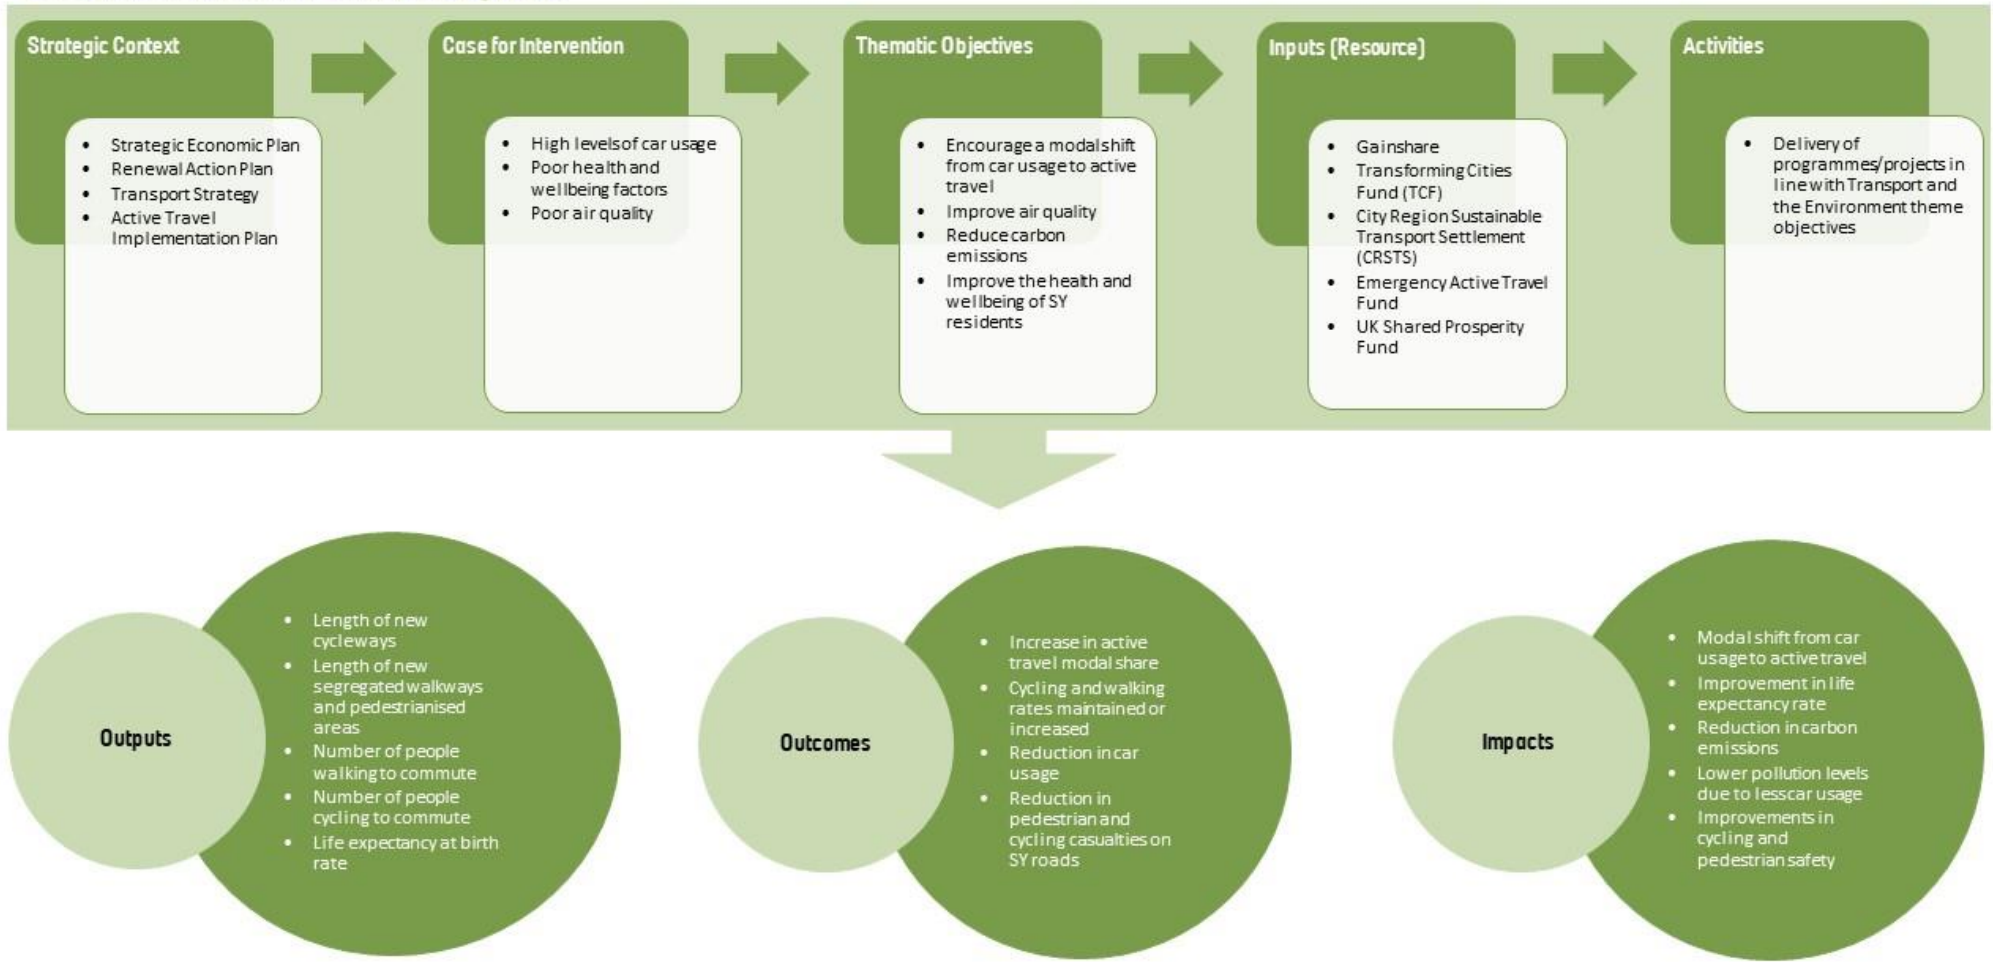 Strategic Context
Case for Intervention
Thematic Objectives
Inputs (Resource)
Activities
• Strategic Economic Plan
• Renewal Action Plan
• Transport Strategy
• Active Travel
Implementation Plan
• High levels of car usage
• Poor health and
wellbeing factors
• Poor air quality
• Encourage a modal shift
from car usage to active
travel
• Improve air quality
• Reduce carbon
emissions
• Improve the health and
wellbeing of SY
residents
• Gainshare
• Transforming Cities
Fund (TCF)
• City Region Sustainable
Transport Settlement
(CRSTS)
• Emergency Active Travel
Fund
• UK Shared Prosperity
Fund
• Delivery of
programmes/projects in
line with Transport and
the Environment theme
objectives
Outputs
• Length of new
cycleways
• Length of new
segregated walkways
and pedestrianised
areas
• Number of people
walking to commute
• Number of people
cycling to commute
• Life expectancy at birth
rate
Outcomes
• Increase in active
travel modal share
• Cycling and walking
rates maintained or
increased
• Reduction in car
usage
• Reduction in
pedestrian and
cycling casualties on
SY roads
Impacts
• Modal shift from car
usage to active travel
• Improvement in life
expectancy rate
• Reduction in carbon
emissions
• Lower pollution levels
due to less car usage
• Improvements in
cycling and
pedestrian safety